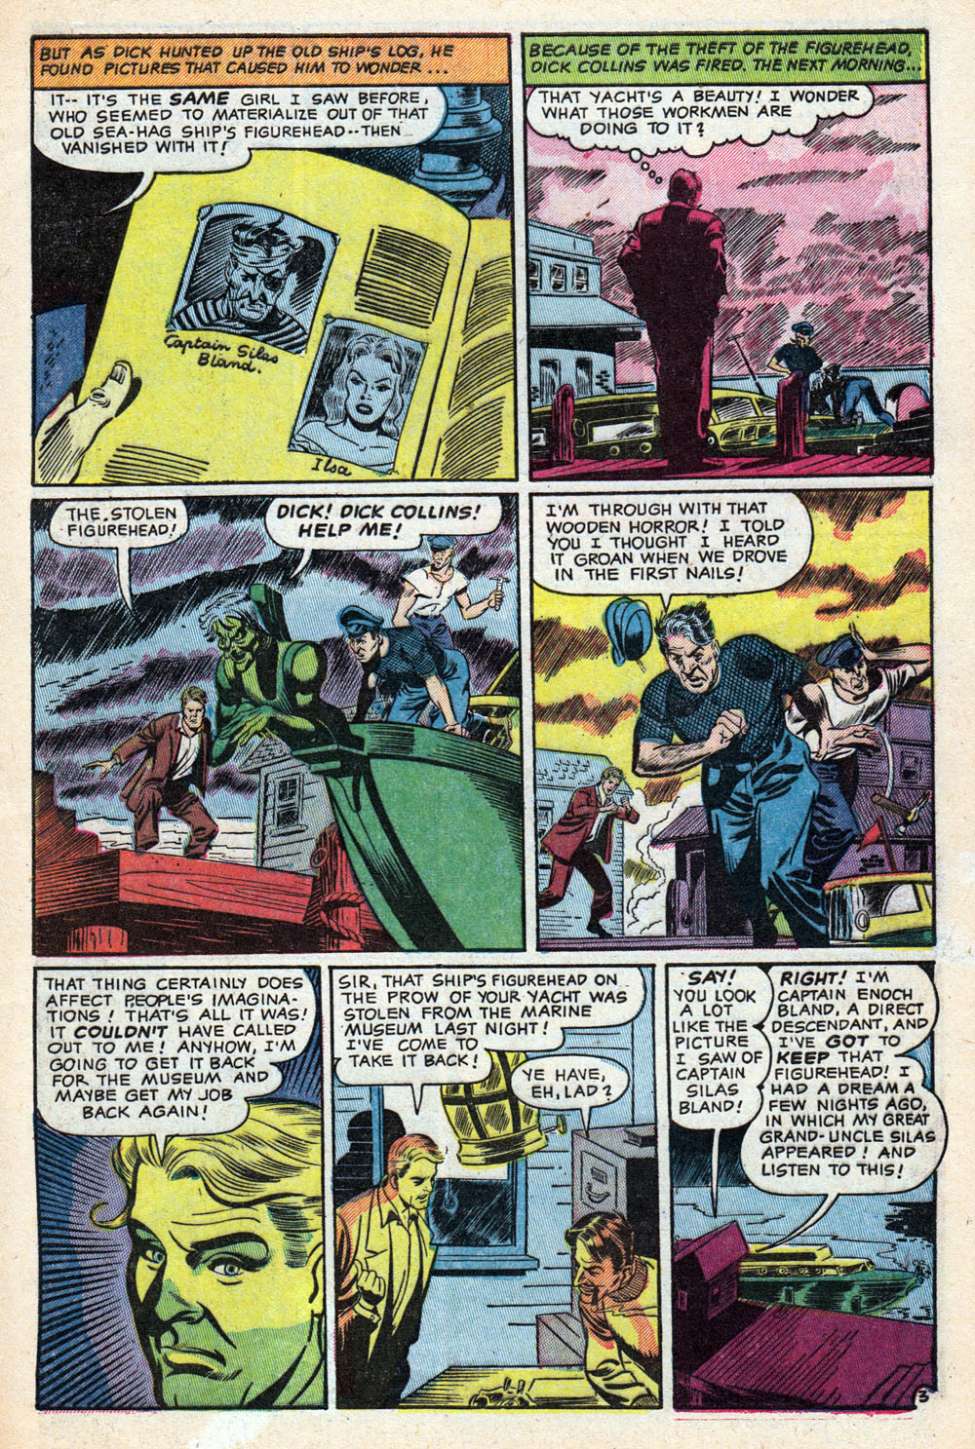 BUT AS DICK HUNTED UP THE OLD SHIP'S LOG, HE
FOUND PICTURES THAT CAUSED HIM TO WONDER...
IT-- IT'S THE SAME GIRL I SAW BEFORE,
WHO SEEMED TO MATERIALIZE OUT OF THAT
OLD SEA-HAG SHIP'S FIGUREHEAD--THEN
VANISHED WITH IT!
Captain Silas
Bland.
Ilsa
BECAUSE OF THE THEFT OF THE FIGUREHEAD,
DICK COLLINS WAS FIRED. THE NEXT MORNING...
THAT YACHT'S A BEAUTY! I WONDER
WHAT THOSE WORKMEN ARE
DOING TO IT?
THE STOLEN
FIGUREHEAD!
DICK! DICK COLLINS!
HELP ME!
I'M THROUGH WITH THAT
WOODEN HORROR! I TOLD
YOU I THOUGHT I HEARD
IT GROAN WHEN WE DROVE
IN THE FIRST NAILS!
THAT THING CERTAINLY DOES
AFFECT PEOPLE'S IMAGINA-
TIONS! THAT'S ALL IT WAS!
IT COULDN'T HAVE CALLED
OUT TO ME! ANYHOW, I'M
GOING TO GET IT BACK
FOR THE MUSEUM AND
MAYBE GET MY JOB
BACK AGAIN!
SIR, THAT SHIP'S FIGUREHEAD ON
THE PROW OF YOUR YACHT WAS
STOLEN FROM THE MARINE
MUSEUM LAST NIGHT!
I'VE COME TO
TAKE IT BACK!
YE HAVE,
EH, LAD?
SAY!
YOU LOOK
A LOT
LIKE THE
PICTURE
I SAW OF
CAPTAIN
SILAS
BLAND!
RIGHT! I'M
CAPTAIN ENOCH
BLAND, A DIRECT
DESCENDANT, AND
I'VE GOT TO
KEEP THAT
FIGUREHEAD! I
HAD A DREAM A
FEW NIGHTS AGO,
IN WHICH MY GREAT
GRAND-UNCLE SILAS
APPEARED! AND
LISTEN TO THIS!
3